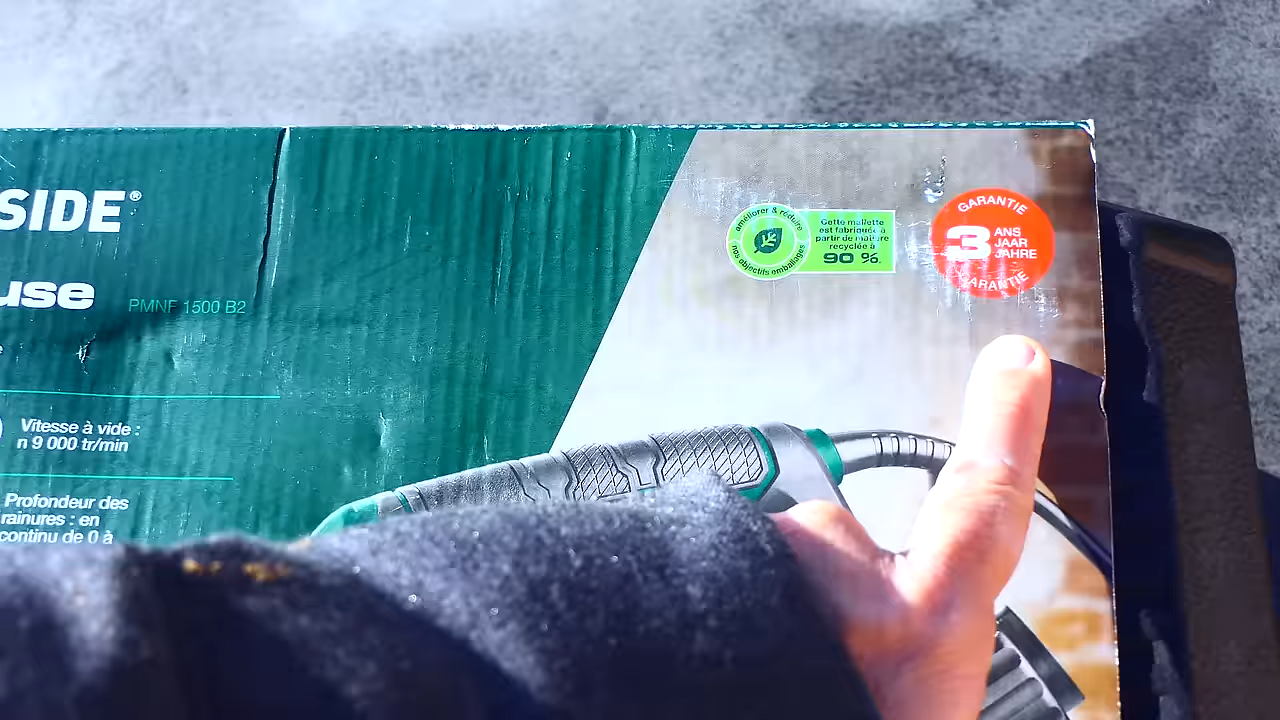 SIDE®
use
PMNF 1500 B2
Vitesse à vide :
n 9 000 tr/min
Profondeur des
rainures : en
continu de 0 à
améliorer & réduire
nos objectifs emballages
Cette mallette
est fabriquée à
partir de matière
recyclée à
90 %.
GARANTIE
3 ANS
JAAR
JAHRE
GARANTIE